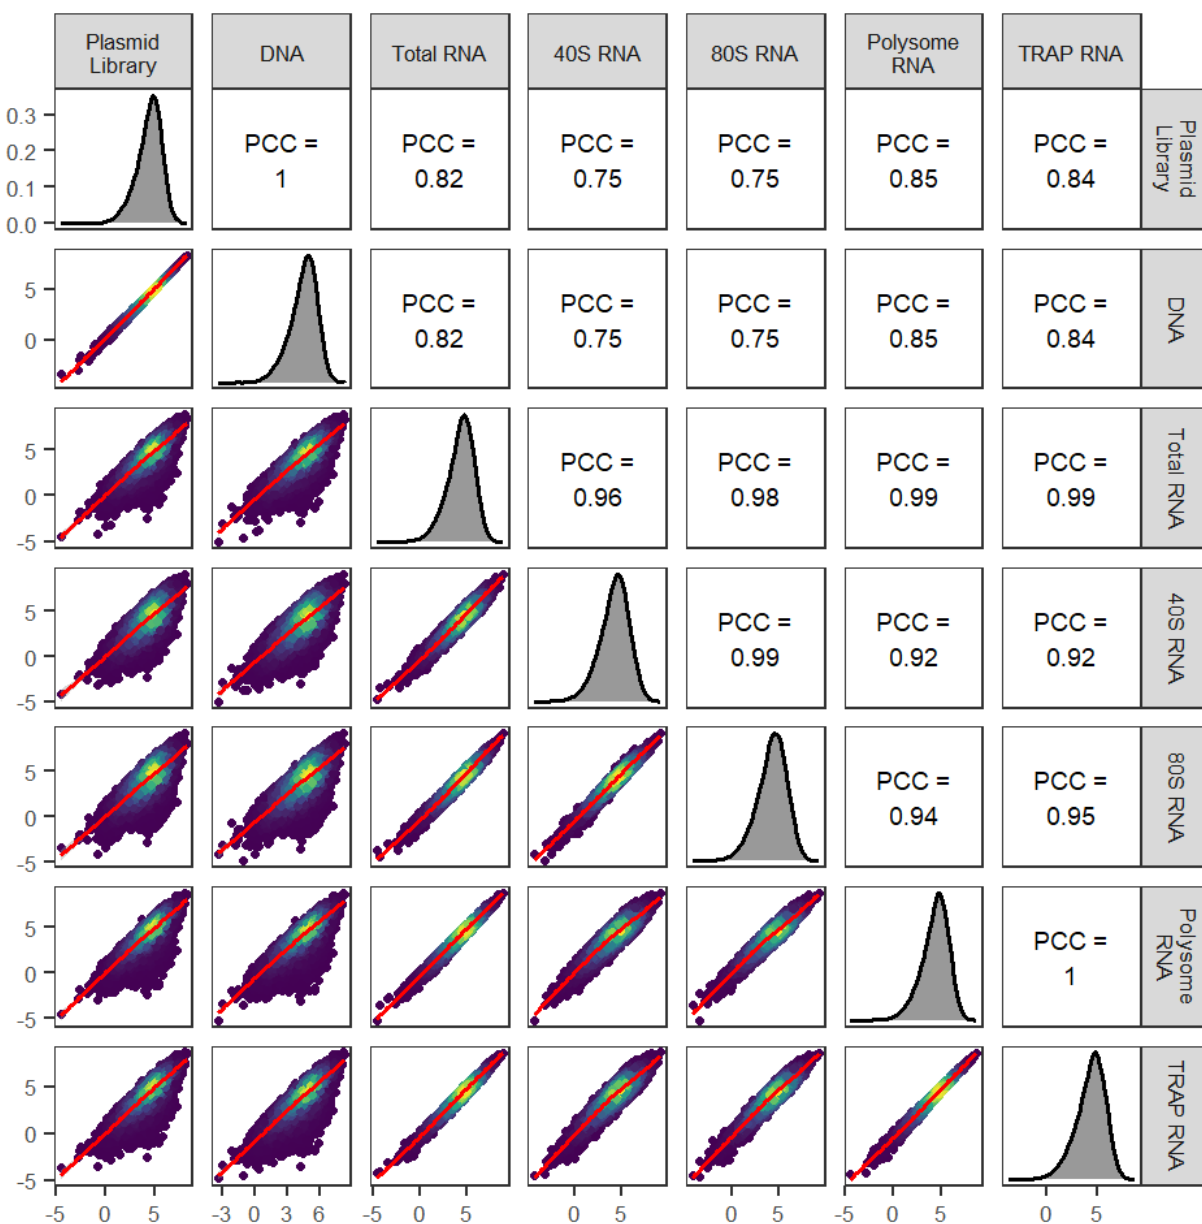 Plasmid
Library
DNA
Total RNA
40S RNA
80S RNA
Polysome
RNA
TRAP RNA
0.3
0.2
0.1
0.0
PCC =
1
PCC =
0.82
PCC =
0.75
PCC =
0.75
PCC =
0.85
PCC =
0.84
Plasmid
Library
5
0
PCC =
0.82
PCC =
0.75
PCC =
0.75
PCC =
0.85
PCC =
0.84
DNA
5
0
-5
PCC =
0.96
PCC =
0.98
PCC =
0.99
PCC =
0.99
Total RNA
5
0
-5
PCC =
0.99
PCC =
0.92
PCC =
0.92
40S RNA
5
0
-5
PCC =
0.94
PCC =
0.95
80S RNA
5
0
-5
PCC =
1
Polysome
RNA
5
0
-5
TRAP RNA
-5 0 5
-3 0 3 6
-5 0 5
0 5
0 5
-5 0 5
0 5